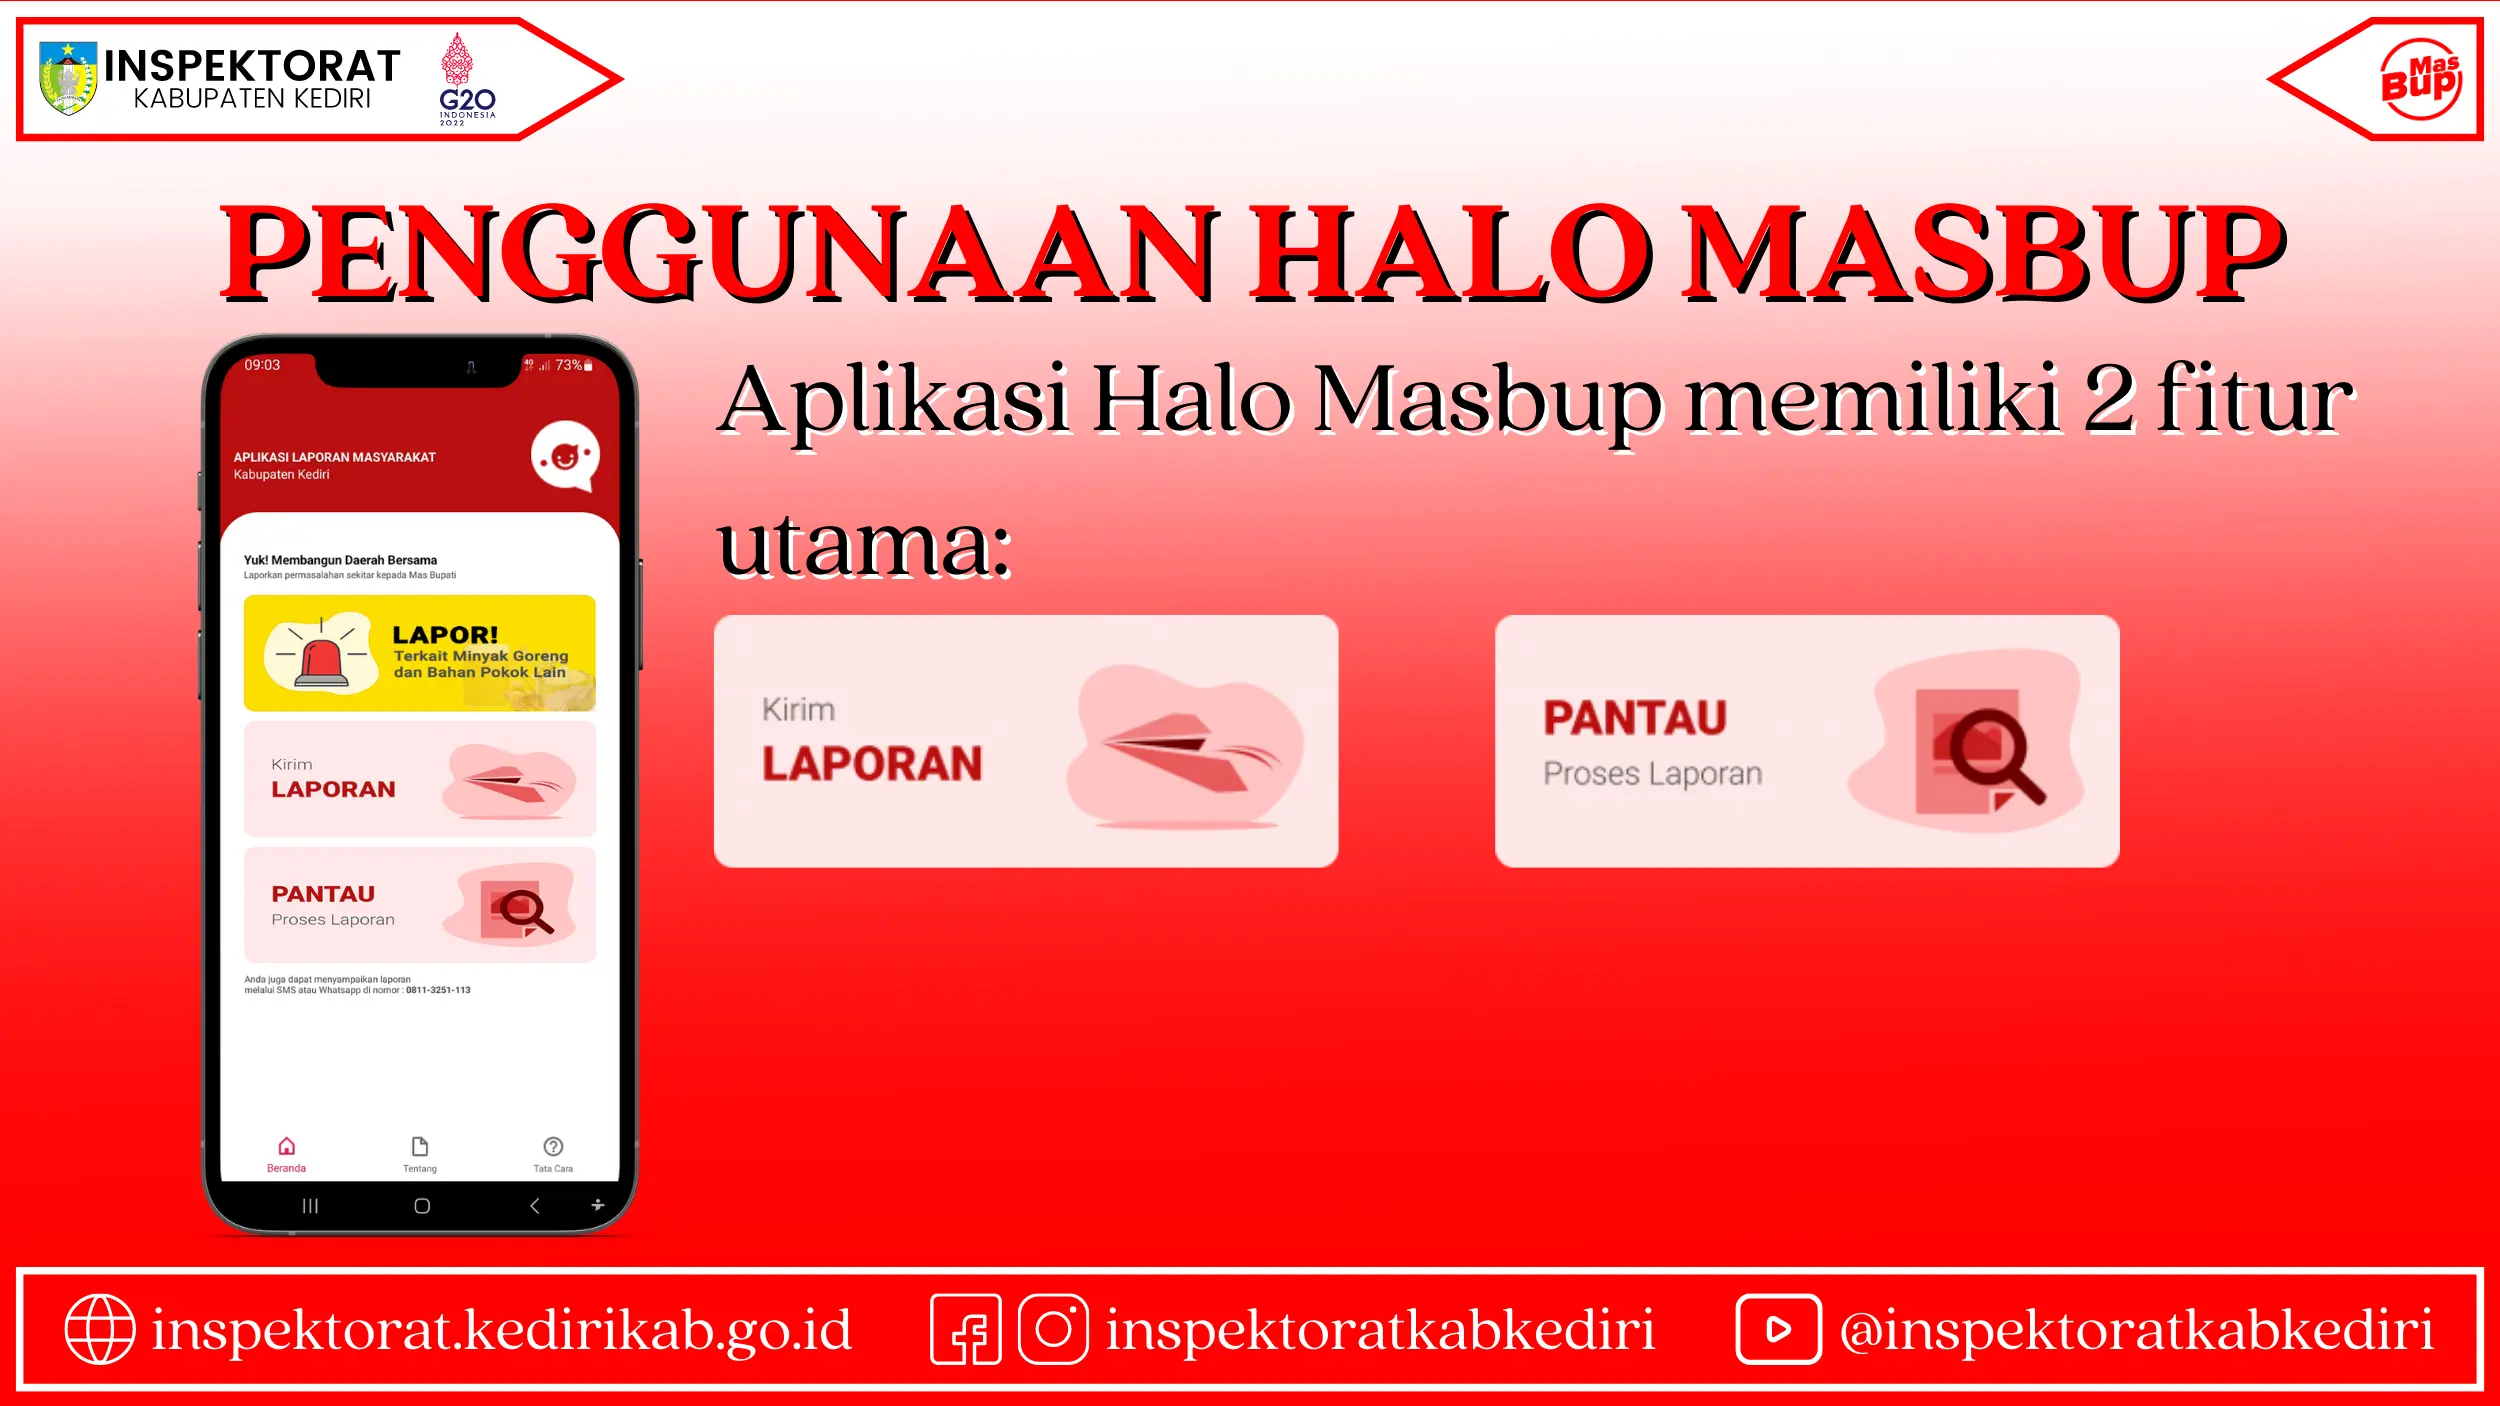 INSPEKTORAT
KABUPATEN KEDIRI
G20
INDONESIA
2022
Mas
Bup
PENGGUNAAN HALO MASBUP
09:03
4G
73%
APLIKASI LAPORAN MASYARAKAT
Kabupaten Kediri
Yuk! Membangun Daerah Bersama
Laporkan permasalahan sekitar kepada Mas Bupati
LAPOR!
Terkait Minyak Goreng
dan Bahan Pokok Lain
Kirim
LAPORAN
PANTAU
Proses Laporan
Anda juga dapat menyampaikan laporan
melalui SMS atau Whatsapp di nomor : 0811-3251-113
Beranda
Tentang
Tata Cara
Aplikasi Halo Masbup memiliki 2 fitur
utama:
Kirim
LAPORAN
PANTAU
Proses Laporan
inspektorat.kedirikab.go.id
inspektoratkabkediri
@inspektoratkabkediri